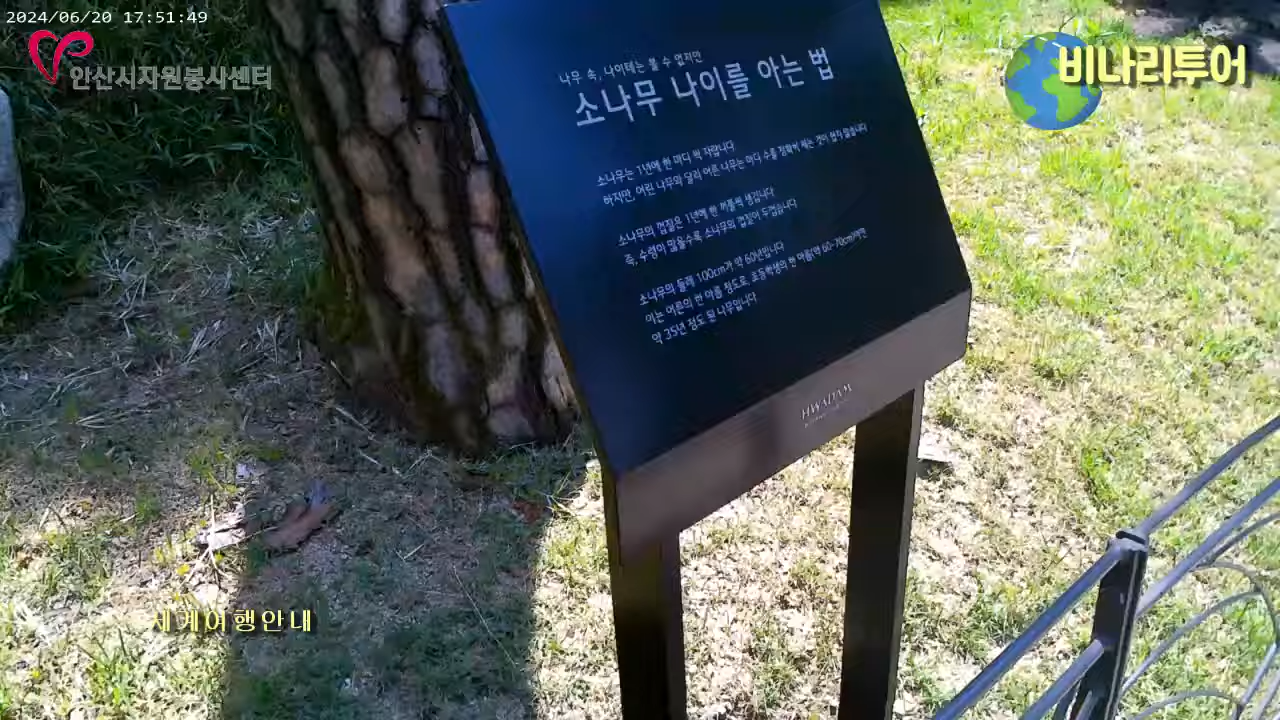 2024/06/20 17:51:49
안산시자원봉사센터
비나리투어
나무 속, 나이테는 볼 수 없지만
소나무 나이를 아는 법
소나무는 1년에 한 마디 씩 자랍니다
하지만, 어린 나무와 달리 어른 나무는 마디 수를 정확히 세는 것이 쉽지 않습니다
소나무의 껍질은 1년에 한 꺼풀씩 생깁니다
즉, 수령이 많을수록 소나무의 껍질이 두껍습니다
소나무의 둘레 100cm가 약 60년입니다
이는 어른의 한 아름 정도로, 초등학생의 한 아름(약 60-70cm)이면
약 35년 정도 된 나무입니다
HWADAM
세계여행안내